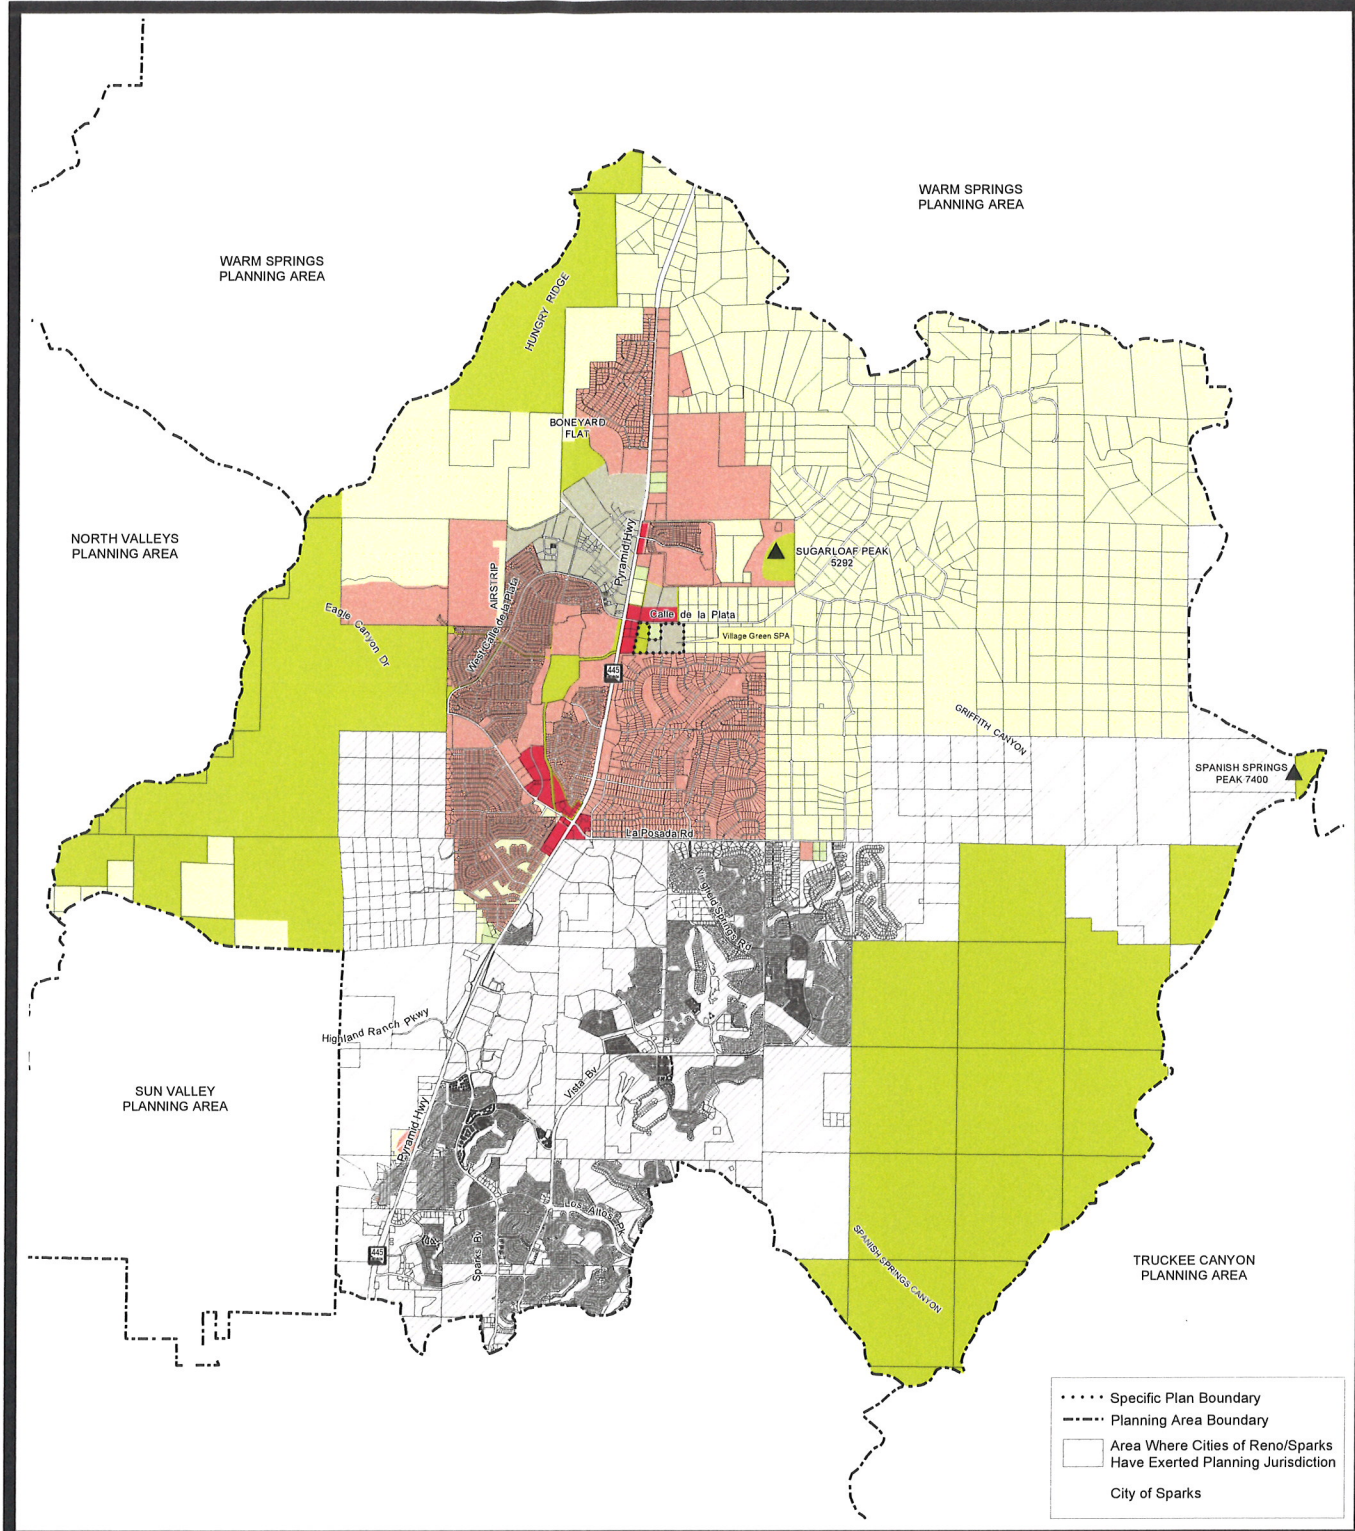 WARM SPRINGS
PLANNING AREA
WARM SPRINGS
PLANNING AREA
HUNGRY RIDGE
BONEYARD
FLAT
NORTH VALLEYS
PLANNING AREA
Pyramid Hwy
SUGARLOAF PEAK
5292
AIRSTRIP
West Calle de la Plata
Calle de la Plata
Eagle Canyon Dr
Village Green SPA
445
GRIFFITH CANYON
SPANISH SPRINGS
PEAK 7400
La Posada Rd
Highland Ranch Pkwy
Vista Bv
SUN VALLEY
PLANNING AREA
Pyramid Hwy
Los Altos Pk
Sparks Bv
445
SPANISH SPRINGS CANYON
TRUCKEE CANYON
PLANNING AREA
Specific Plan Boundary
Planning Area Boundary
Area Where Cities of Reno/Sparks
Have Exerted Planning Jurisdiction
City of Sparks